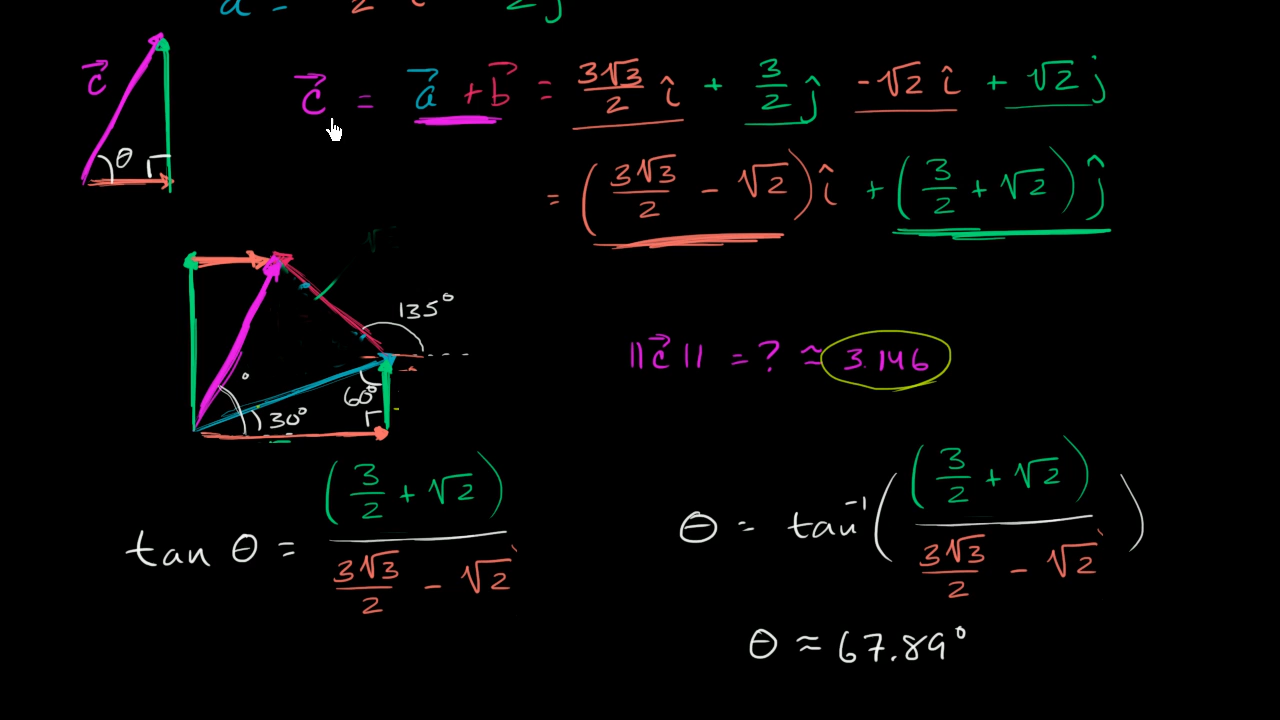 a⃗ = 2 i 2 j
c⃗
c⃗ = a⃗ + b⃗ = 3√3/2 î + 3/2 ĵ -√2 î + √2 ĵ
θ
= (3√3/2 - √2) î + (3/2 + √2) ĵ
135°
||c⃗|| = ? ≈ 3.146
60°
30°
tan θ = (3/2 + √2) / (3√3/2 - √2)
θ = tan⁻¹((3/2 + √2) / (3√3/2 - √2))
θ ≈ 67.89°